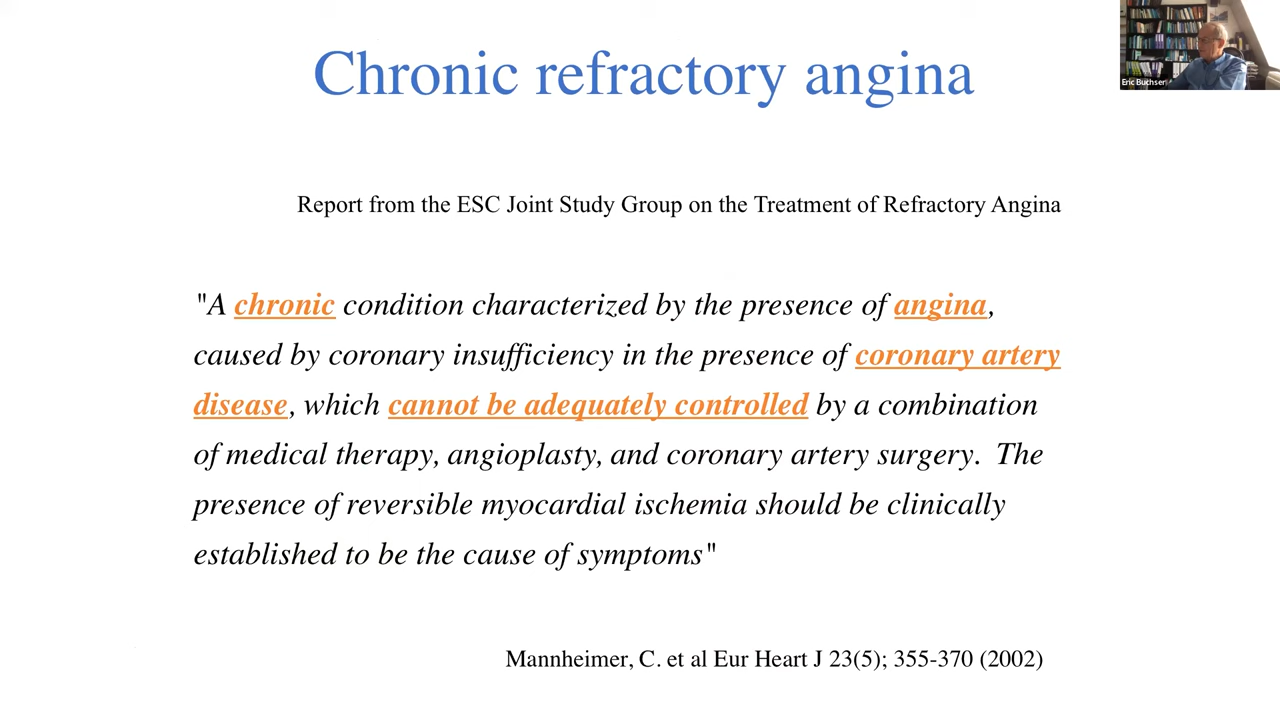 Chronic refractory angina
Eric Buchser
Report from the ESC Joint Study Group on the Treatment of Refractory Angina
"A chronic condition characterized by the presence of angina,
caused by coronary insufficiency in the presence of coronary artery
disease, which cannot be adequately controlled by a combination
of medical therapy, angioplasty, and coronary artery surgery. The
presence of reversible myocardial ischemia should be clinically
established to be the cause of symptoms"
Mannheimer, C. et al Eur Heart J 23(5); 355-370 (2002)